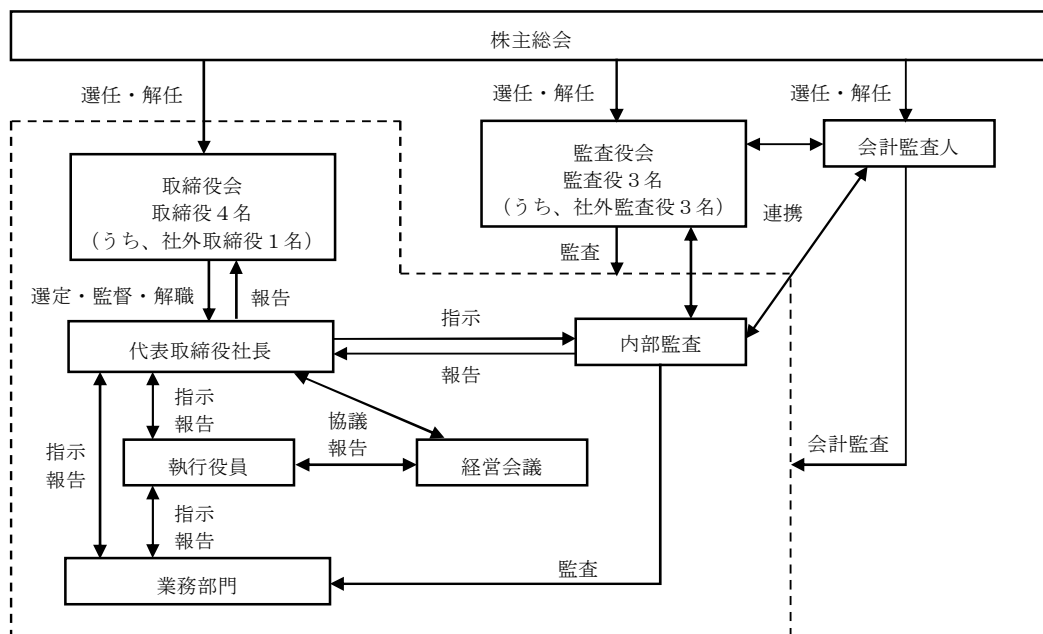 株主総会
選任・解任
選任・解任
選任・解任
監査役会
監査役３名
（うち、社外監査役３名）
会計監査人
取締役会
取締役４名
（うち、社外取締役１名）
連携
監査
選定・監督・解職
報告
指示
代表取締役社長
内部監査
報告
指示
報告
協議
報告
指示
報告
会計監査
執行役員
経営会議
指示
報告
監査
業務部門